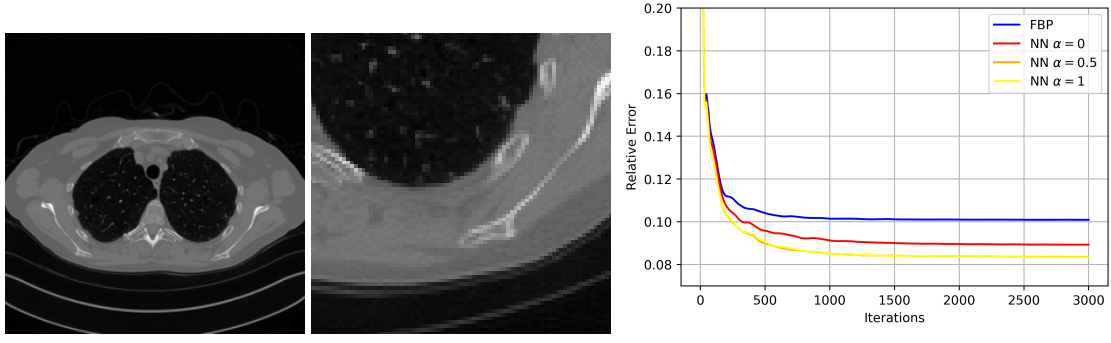 0.20
0.20
0.16
0.14
0.12
0.10
0.08
Relative Error
FBP
NN α = 0
NN α = 0.5
NN α = 1
0 500 1000 1500 2000 2500 3000
Iterations